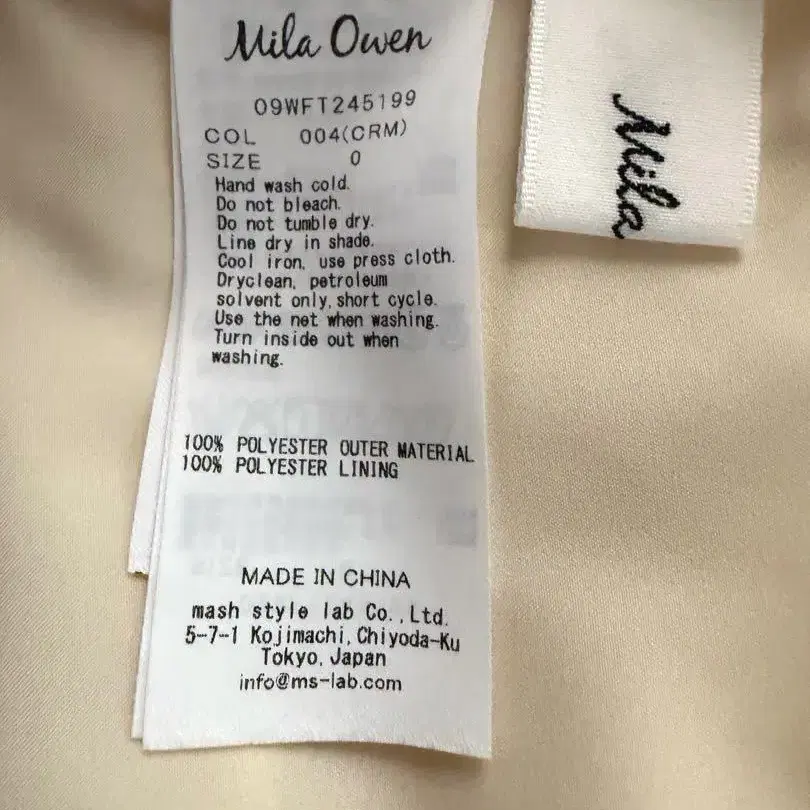 Mila Owen
09WFT245199
COL 004(CRM)
SIZE 0
Hand wash cold.
Do not bleach.
Do not tumble dry.
Line dry in shade.
Cool iron, use press cloth.
Dryclean, petroleum
solvent only, short cycle.
Use the net when washing.
Turn inside out when
washing.
100% POLYESTER OUTER MATERIAL
100% POLYESTER LINING
MADE IN CHINA
mash style lab Co.,Ltd.
5-7-1 Kojimachi, Chiyoda-Ku
Tokyo, Japan
info@ms-lab.com
Mila